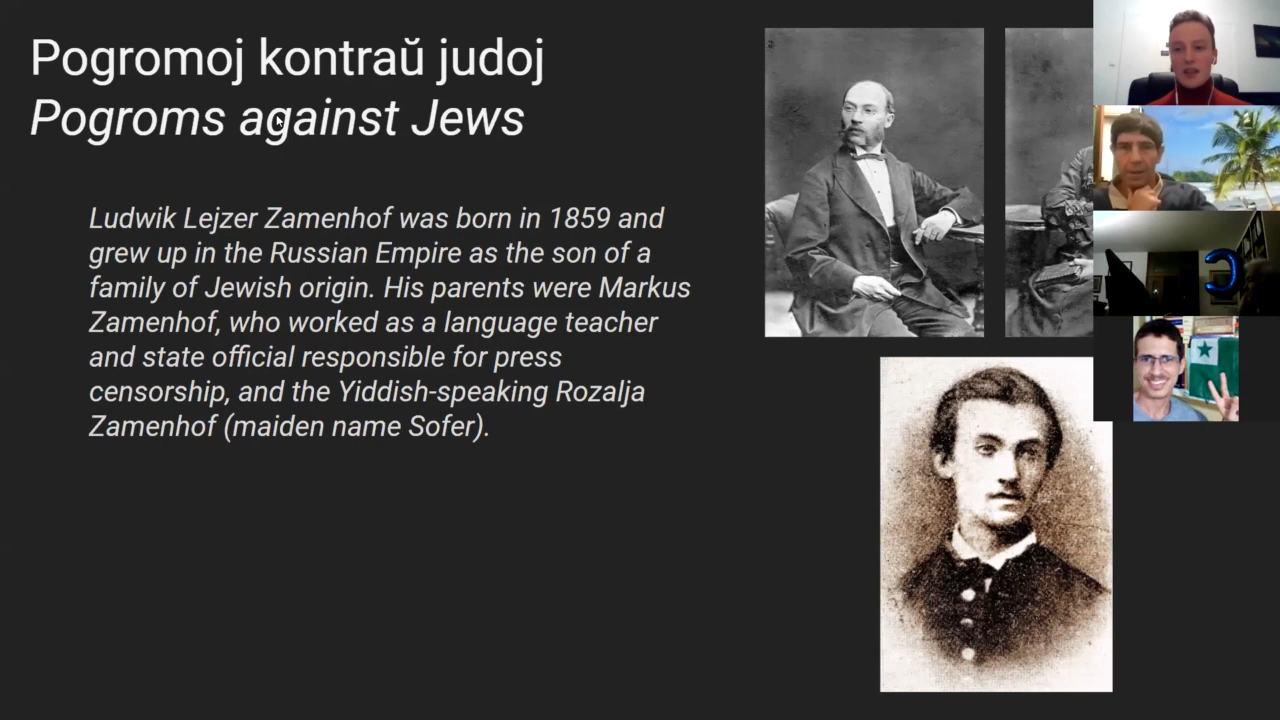 Pogromoj kontraŭ judoj
Pogroms against Jews
Ludwik Lejzer Zamenhof was born in 1859 and
grew up in the Russian Empire as the son of a
family of Jewish origin. His parents were Markus
Zamenhof, who worked as a language teacher
and state official responsible for press
censorship, and the Yiddish-speaking Rozalja
Zamenhof (maiden name Sofer).